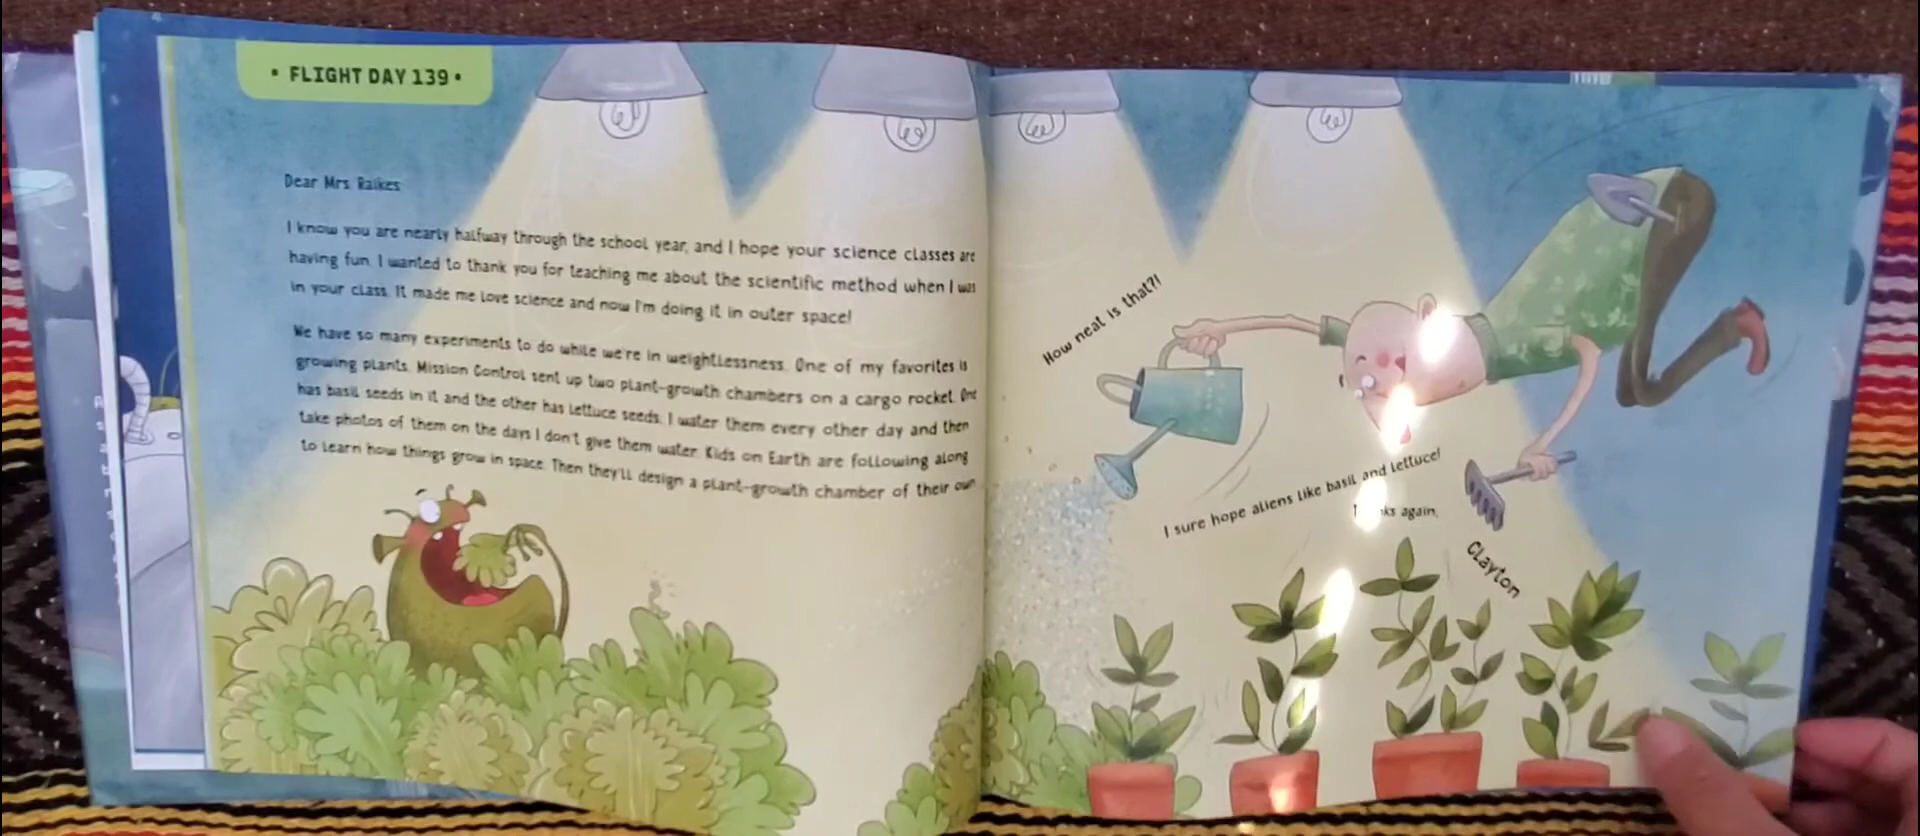 • FLIGHT DAY 139 •
Dear Mrs. Raikes,
I know you are nearly halfway through the school year, and I hope your science classes are
having fun. I wanted to thank you for teaching me about the scientific method when I was
in your class. It made me love science and now I'm doing it in outer space!
We have so many experiments to do while we're in weightlessness. One of my favorites is
growing plants. Mission Control sent up two plant-growth chambers on a cargo rocket. One
has basil seeds in it and the other has lettuce seeds. I water them every other day and then
take photos of them on the days I don't give them water. Kids on Earth are following along
to learn how things grow in space. Then they'll design a plant-growth chamber of their own.
How neat is that?!
I sure hope aliens like basil and lettuce!
again,
Clayton